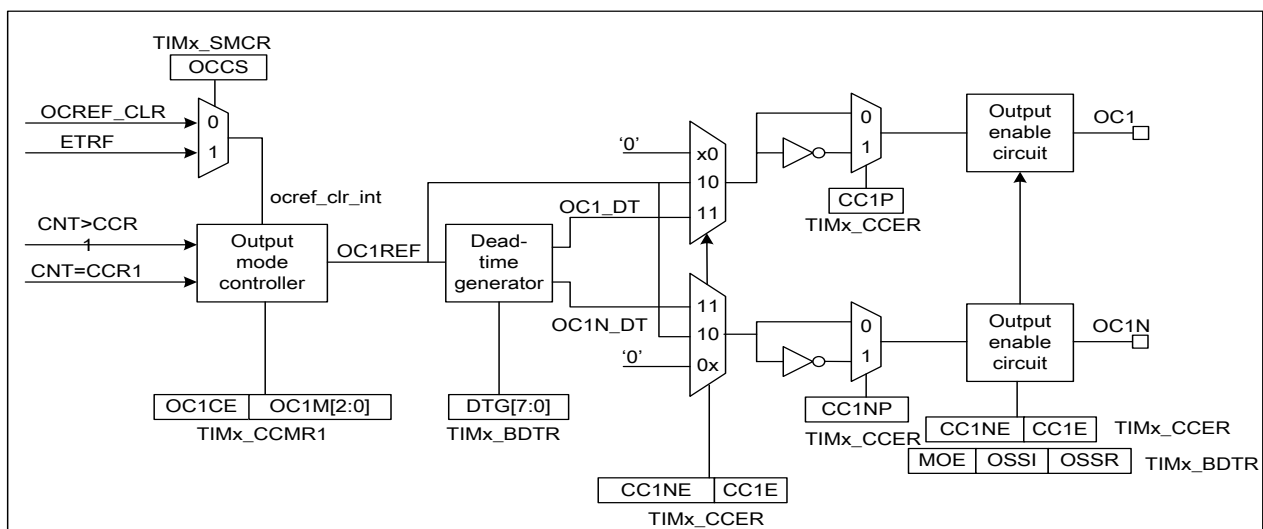 TIMx_SMCR
OCCS
OCREF_CLR
ETRF
0
1
ocref_clr_int
CNT>CCR
1
CNT=CCR1
Output
mode
controller
OC1REF
OC1CE
OC1M[2:0]
TIMx_CCMR1
Dead-
time
generator
OC1_DT
OC1N_DT
DTG[7:0]
TIMx_BDTR
'0'
x0
10
11
11
10
0x
'0'
CC1NE
CC1E
TIMx_CCER
0
1
CC1P
TIMx_CCER
0
1
CC1NP
TIMx_CCER
Output
enable
circuit
OC1
Output
enable
circuit
OC1N
CC1NE
CC1E
TIMx_CCER
MOE
OSSI
OSSR
TIMx_BDTR